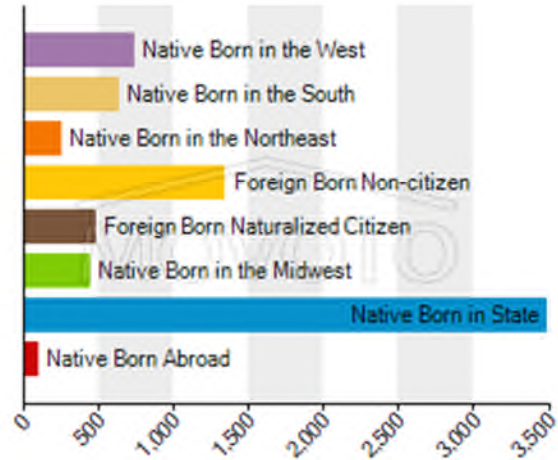 Native Born in the West
Native Born in the South
Native Born in the Northeast
Foreign Born Non-citizen
Foreign Born Naturalized Citizen
Native Born in the Midwest
Native Born in State
Native Born Abroad
0 500 1,000 1,500 2,000 2,500 3,000 3,500
MOVOTO